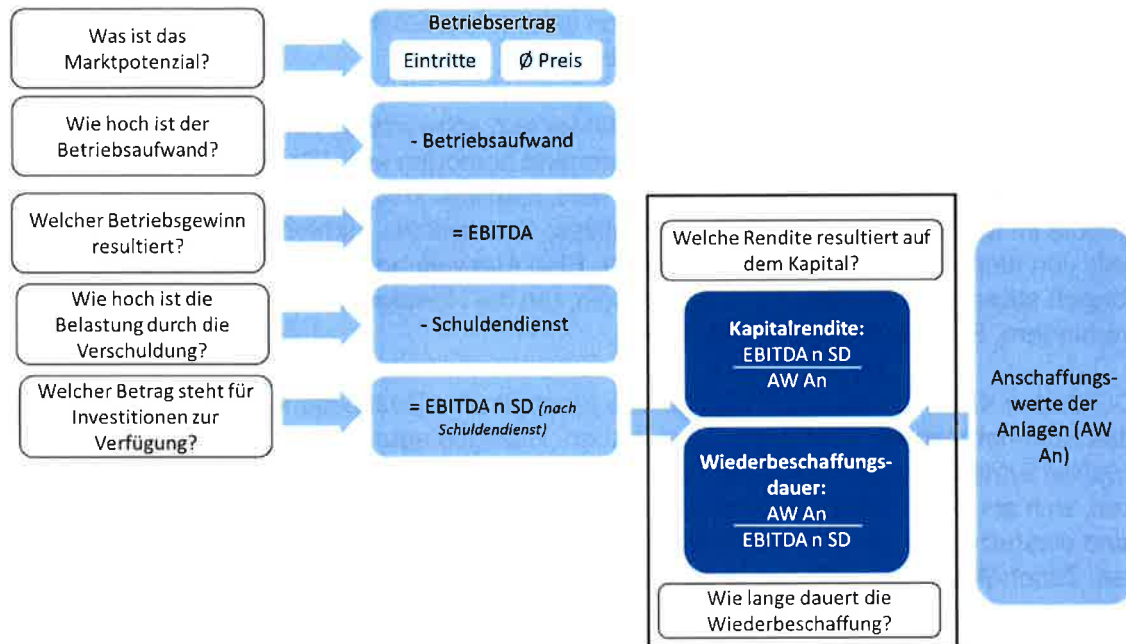 Was ist das
Marktpotenzial?
Betriebsertrag
Eintritte
Ø Preis
Wie hoch ist der
Betriebsaufwand?
- Betriebsaufwand
Welcher Betriebsgewinn
resultiert?
= EBITDA
Wie hoch ist die
Belastung durch die
Verschuldung?
- Schuldendienst
Welcher Betrag steht für
Investitionen zur
Verfügung?
= EBITDA n SD (nach
Schuldendienst)
Welche Rendite resultiert auf
dem Kapital?
Kapitalrendite:
EBITDA n SD
AW An
Wiederbeschaffungs-
dauer:
AW An
EBITDA n SD
Wie lange dauert die
Wiederbeschaffung?
Anschaffungs-
werte der
Anlagen (AW
An)